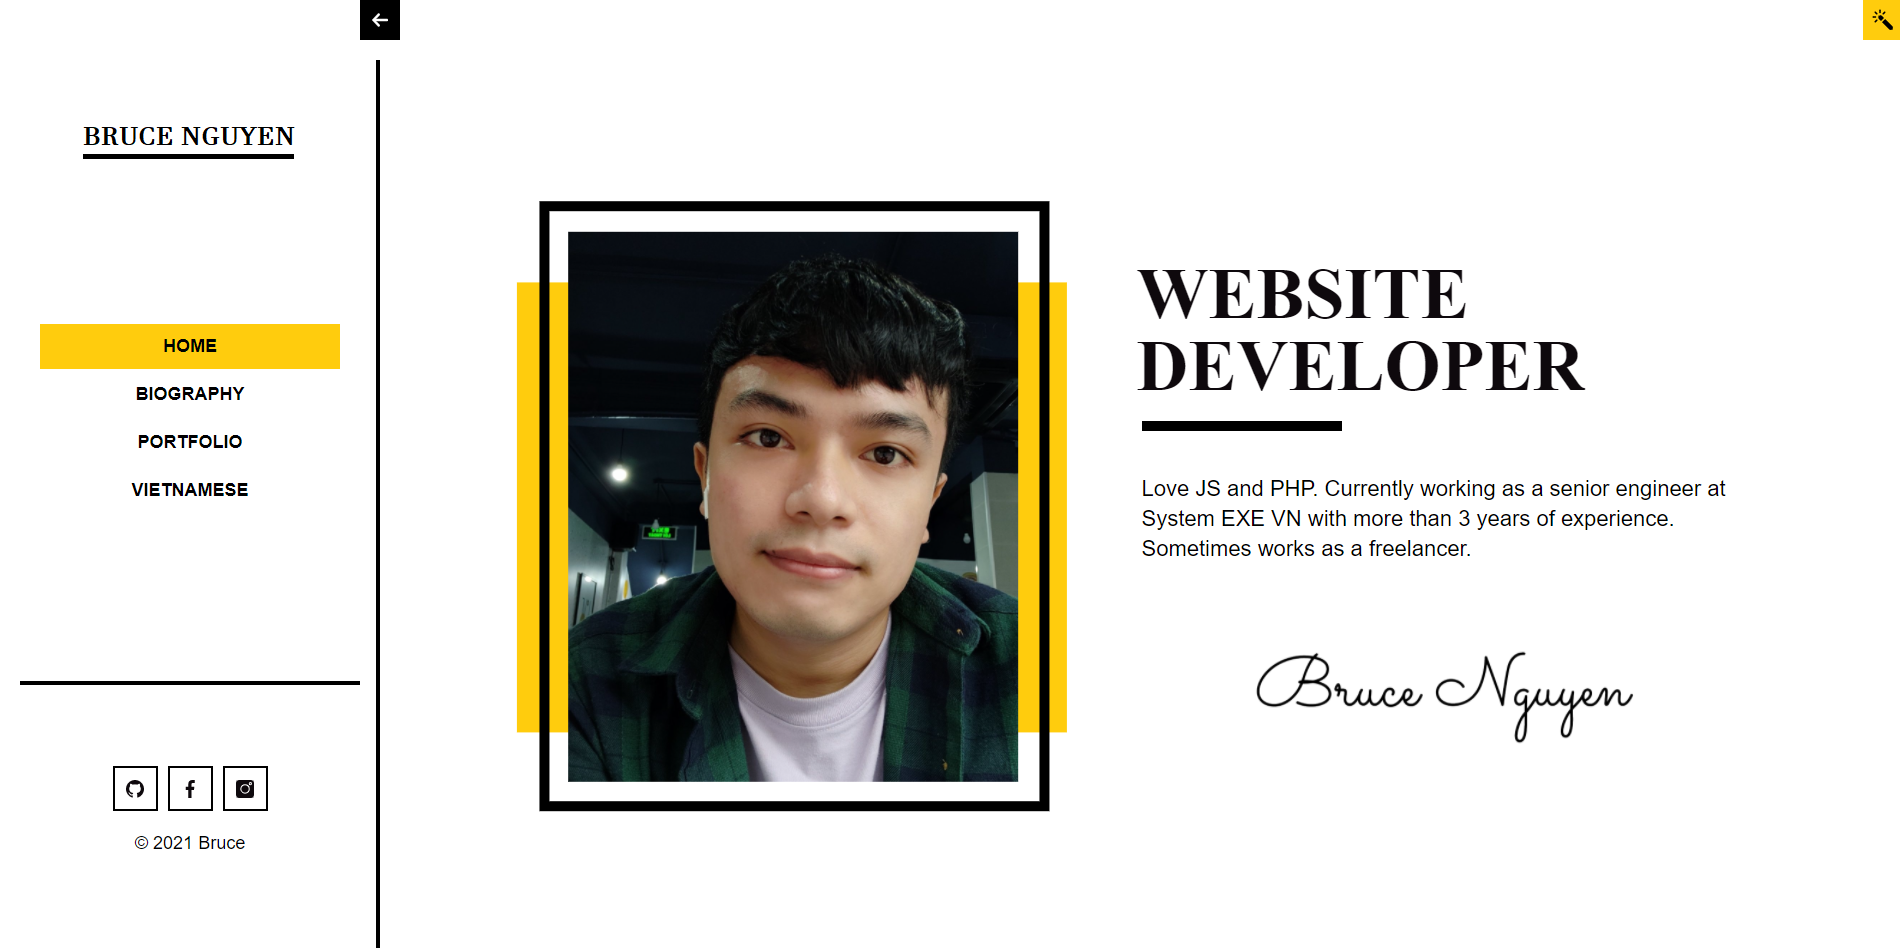 BRUCE NGUYEN
HOME
BIOGRAPHY
PORTFOLIO
VIETNAMESE
© 2021 Bruce
WEBSITE
DEVELOPER
Love JS and PHP. Currently working as a senior engineer at
System EXE VN with more than 3 years of experience.
Sometimes works as a freelancer.
Bruce Nguyen